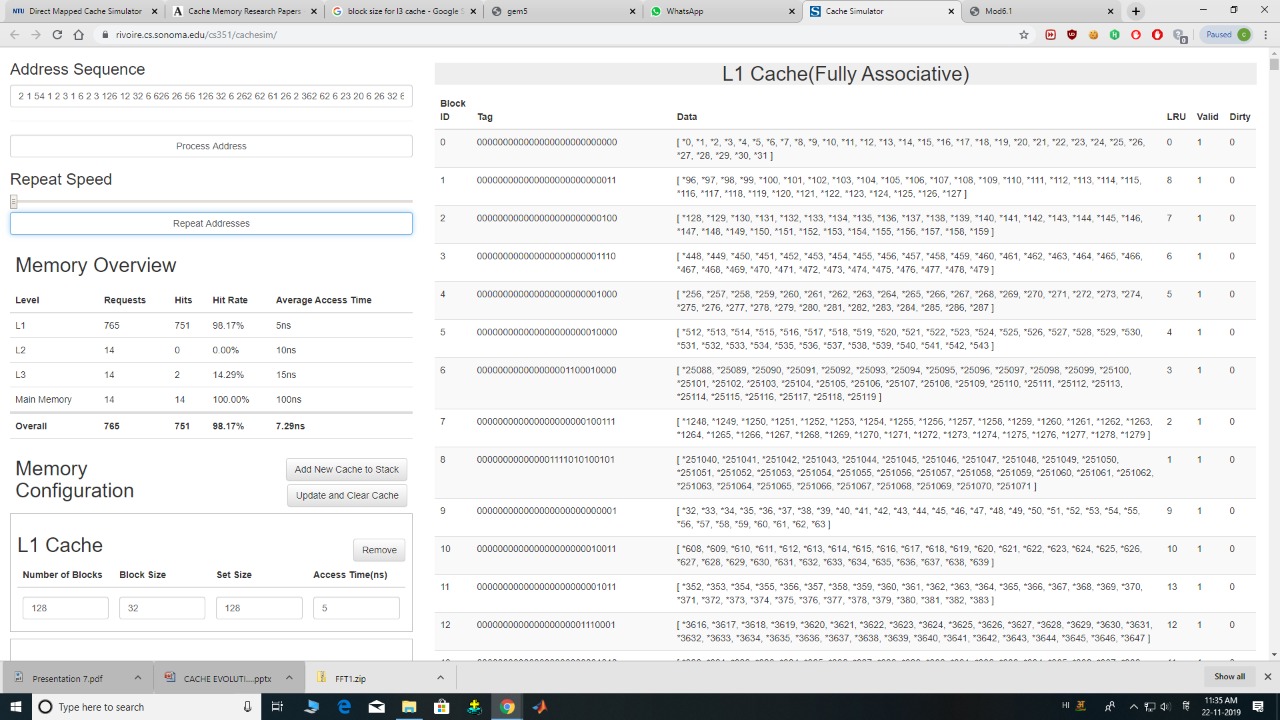 Direct Mapped Cache Simulator
Cache Memory Research Papers
block size for l3 cache - Google S
gem5
WhatsApp
Cache Simulator
Mod6.1
rivoire.cs.sonoma.edu/cs351/cachesim/
Paused
Address Sequence
2 1 54 1 2 3 1 6 2 3 126 12 32 6 626 26 56 126 32 6 262 62 61 26 2 362 62 6 23 20 6 26 32 6
Process Address
Repeat Speed
Repeat Addresses
Memory Overview
Level Requests Hits Hit Rate Average Access Time
L1 765 751 98.17% 5ns
L2 14 0 0.00% 10ns
L3 14 2 14.29% 15ns
Main Memory 14 14 100.00% 100ns
Overall 765 751 98.17% 7.29ns
Memory
Configuration
Add New Cache to Stack
Update and Clear Cache
L1 Cache
Remove
Number of Blocks Block Size Set Size Access Time(ns)
128 32 128 5
L1 Cache(Fully Associative)
Block
ID Tag Data LRU Valid Dirty
0 000000000000000000000000000 [ *0, *1, *2, *3, *4, *5, *6, *7, *8, *9, *10, *11, *12, *13, *14, *15, *16, *17, *18, *19, *20, *21, *22, *23, *24, *25, *26, 0 1 0
*27, *28, *29, *30, *31 ]
1 000000000000000000000000011 [ *96, *97, *98, *99, *100, *101, *102, *103, *104, *105, *106, *107, *108, *109, *110, *111, *112, *113, *114, *115, 8 1 0
*116, *117, *118, *119, *120, *121, *122, *123, *124, *125, *126, *127 ]
2 000000000000000000000000100 [ *128, *129, *130, *131, *132, *133, *134, *135, *136, *137, *138, *139, *140, *141, *142, *143, *144, *145, *146, 7 1 0
*147, *148, *149, *150, *151, *152, *153, *154, *155, *156, *157, *158, *159 ]
3 000000000000000000000001110 [ *448, *449, *450, *451, *452, *453, *454, *455, *456, *457, *458, *459, *460, *461, *462, *463, *464, *465, *466, 6 1 0
*467, *468, *469, *470, *471, *472, *473, *474, *475, *476, *477, *478, *479 ]
4 000000000000000000000001000 [ *256, *257, *258, *259, *260, *261, *262, *263, *264, *265, *266, *267, *268, *269, *270, *271, *272, *273, *274, 5 1 0
*275, *276, *277, *278, *279, *280, *281, *282, *283, *284, *285, *286, *287 ]
5 000000000000000000000010000 [ *512, *513, *514, *515, *516, *517, *518, *519, *520, *521, *522, *523, *524, *525, *526, *527, *528, *529, *530, 4 1 0
*531, *532, *533, *534, *535, *536, *537, *538, *539, *540, *541, *542, *543 ]
6 000000000000000001100010000 [ *25088, *25089, *25090, *25091, *25092, *25093, *25094, *25095, *25096, *25097, *25098, *25099, *25100, 3 1 0
*25101, *25102, *25103, *25104, *25105, *25106, *25107, *25108, *25109, *25110, *25111, *25112, *25113,
*25114, *25115, *25116, *25117, *25118, *25119 ]
7 000000000000000000000100111 [ *1248, *1249, *1250, *1251, *1252, *1253, *1254, *1255, *1256, *1257, *1258, *1259, *1260, *1261, *1262, *1263, 2 1 0
*1264, *1265, *1266, *1267, *1268, *1269, *1270, *1271, *1272, *1273, *1274, *1275, *1276, *1277, *1278, *1279 ]
8 000000000000001111010100101 [ *251040, *251041, *251042, *251043, *251044, *251045, *251046, *251047, *251048, *251049, *251050, 1 1 0
*251051, *251052, *251053, *251054, *251055, *251056, *251057, *251058, *251059, *251060, *251061, *251062,
*251063, *251064, *251065, *251066, *251067, *251068, *251069, *251070, *251071 ]
9 000000000000000000000000001 [ *32, *33, *34, *35, *36, *37, *38, *39, *40, *41, *42, *43, *44, *45, *46, *47, *48, *49, *50, *51, *52, *53, *54, *55, 9 1 0
*56, *57, *58, *59, *60, *61, *62, *63 ]
10 000000000000000000000010011 [ *608, *609, *610, *611, *612, *613, *614, *615, *616, *617, *618, *619, *620, *621, *622, *623, *624, *625, *626, 10 1 0
*627, *628, *629, *630, *631, *632, *633, *634, *635, *636, *637, *638, *639 ]
11 000000000000000000000001011 [ *352, *353, *354, *355, *356, *357, *358, *359, *360, *361, *362, *363, *364, *365, *366, *367, *368, *369, *370, 13 1 0
*371, *372, *373, *374, *375, *376, *377, *378, *379, *380, *381, *382, *383 ]
12 000000000000000000001110001 [ *3616, *3617, *3618, *3619, *3620, *3621, *3622, *3623, *3624, *3625, *3626, *3627, *3628, *3629, *3630, *3631, 12 1 0
*3632, *3633, *3634, *3635, *3636, *3637, *3638, *3639, *3640, *3641, *3642, *3643, *3644, *3645, *3646, *3647 ]
Presentation 7.pdf
CACHE EVOLUTI....pptx
FFT1.zip
Show all
Type here to search
HI
11:35 AM
22-11-2019